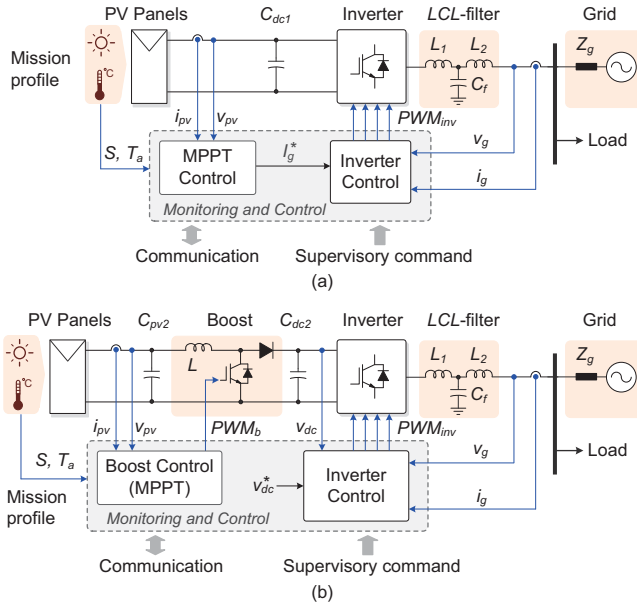 PV Panels
C_dc1
Inverter
LCL-filter
Grid
Mission
profile
°C
L_1
L_2
C_f
Z_g
i_pv
v_pv
PWM_inv
v_g
Load
S, T_a
MPPT
Control
I_g^*
Inverter
Control
i_g
Monitoring and Control
Communication
Supervisory command
(a)
PV Panels
C_pv2
Boost
C_dc2
Inverter
LCL-filter
Grid
°C
L
L_1
L_2
C_f
Z_g
i_pv
v_pv
PWM_b
v_dc
PWM_inv
v_g
Load
S, T_a
Mission
profile
Boost Control
(MPPT)
v_dc^*
Inverter
Control
i_g
Monitoring and Control
Communication
Supervisory command
(b)